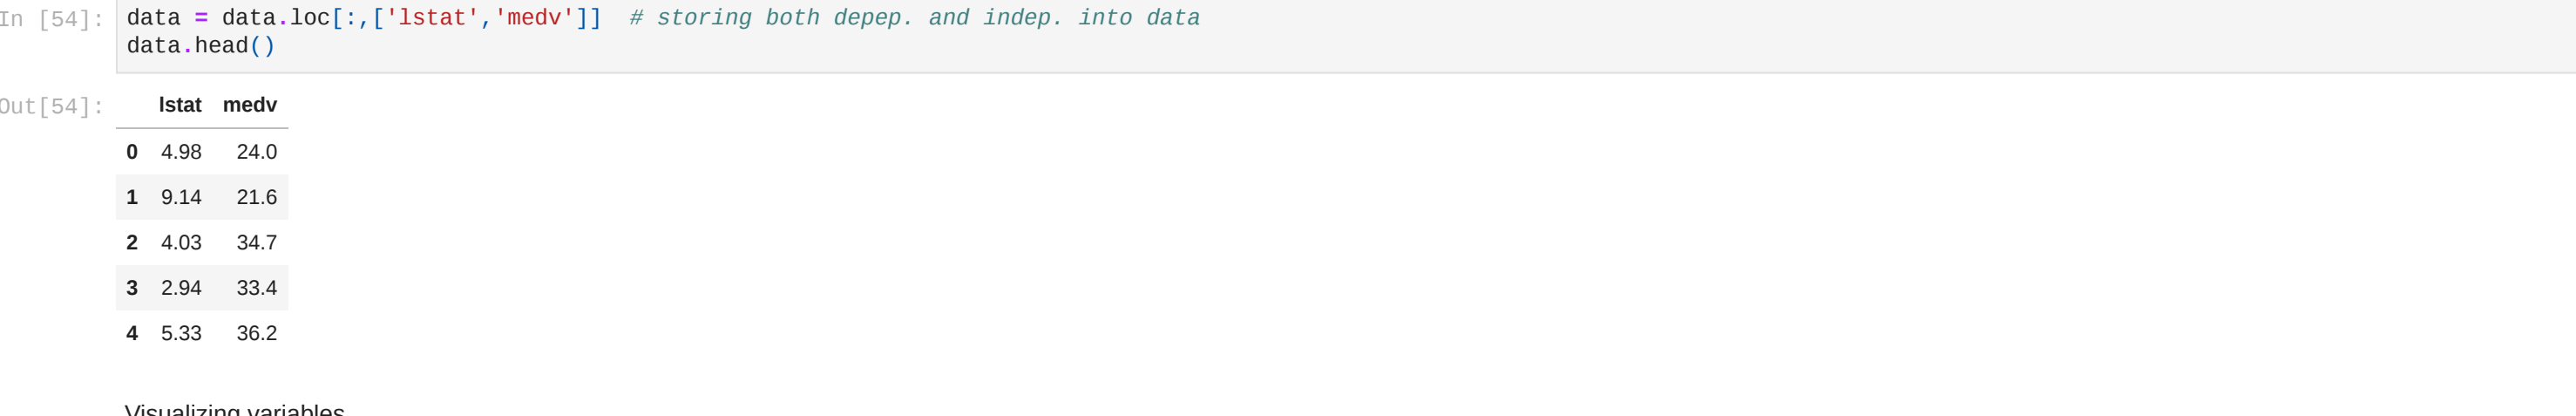 In [54]: data = data.loc[:,['lstat','medv']]  # storing both depep. and indep. into data
data.head()
Out[54]: lstat medv
0 4.98 24.0
1 9.14 21.6
2 4.03 34.7
3 2.94 33.4
4 5.33 36.2
Visualizing variables